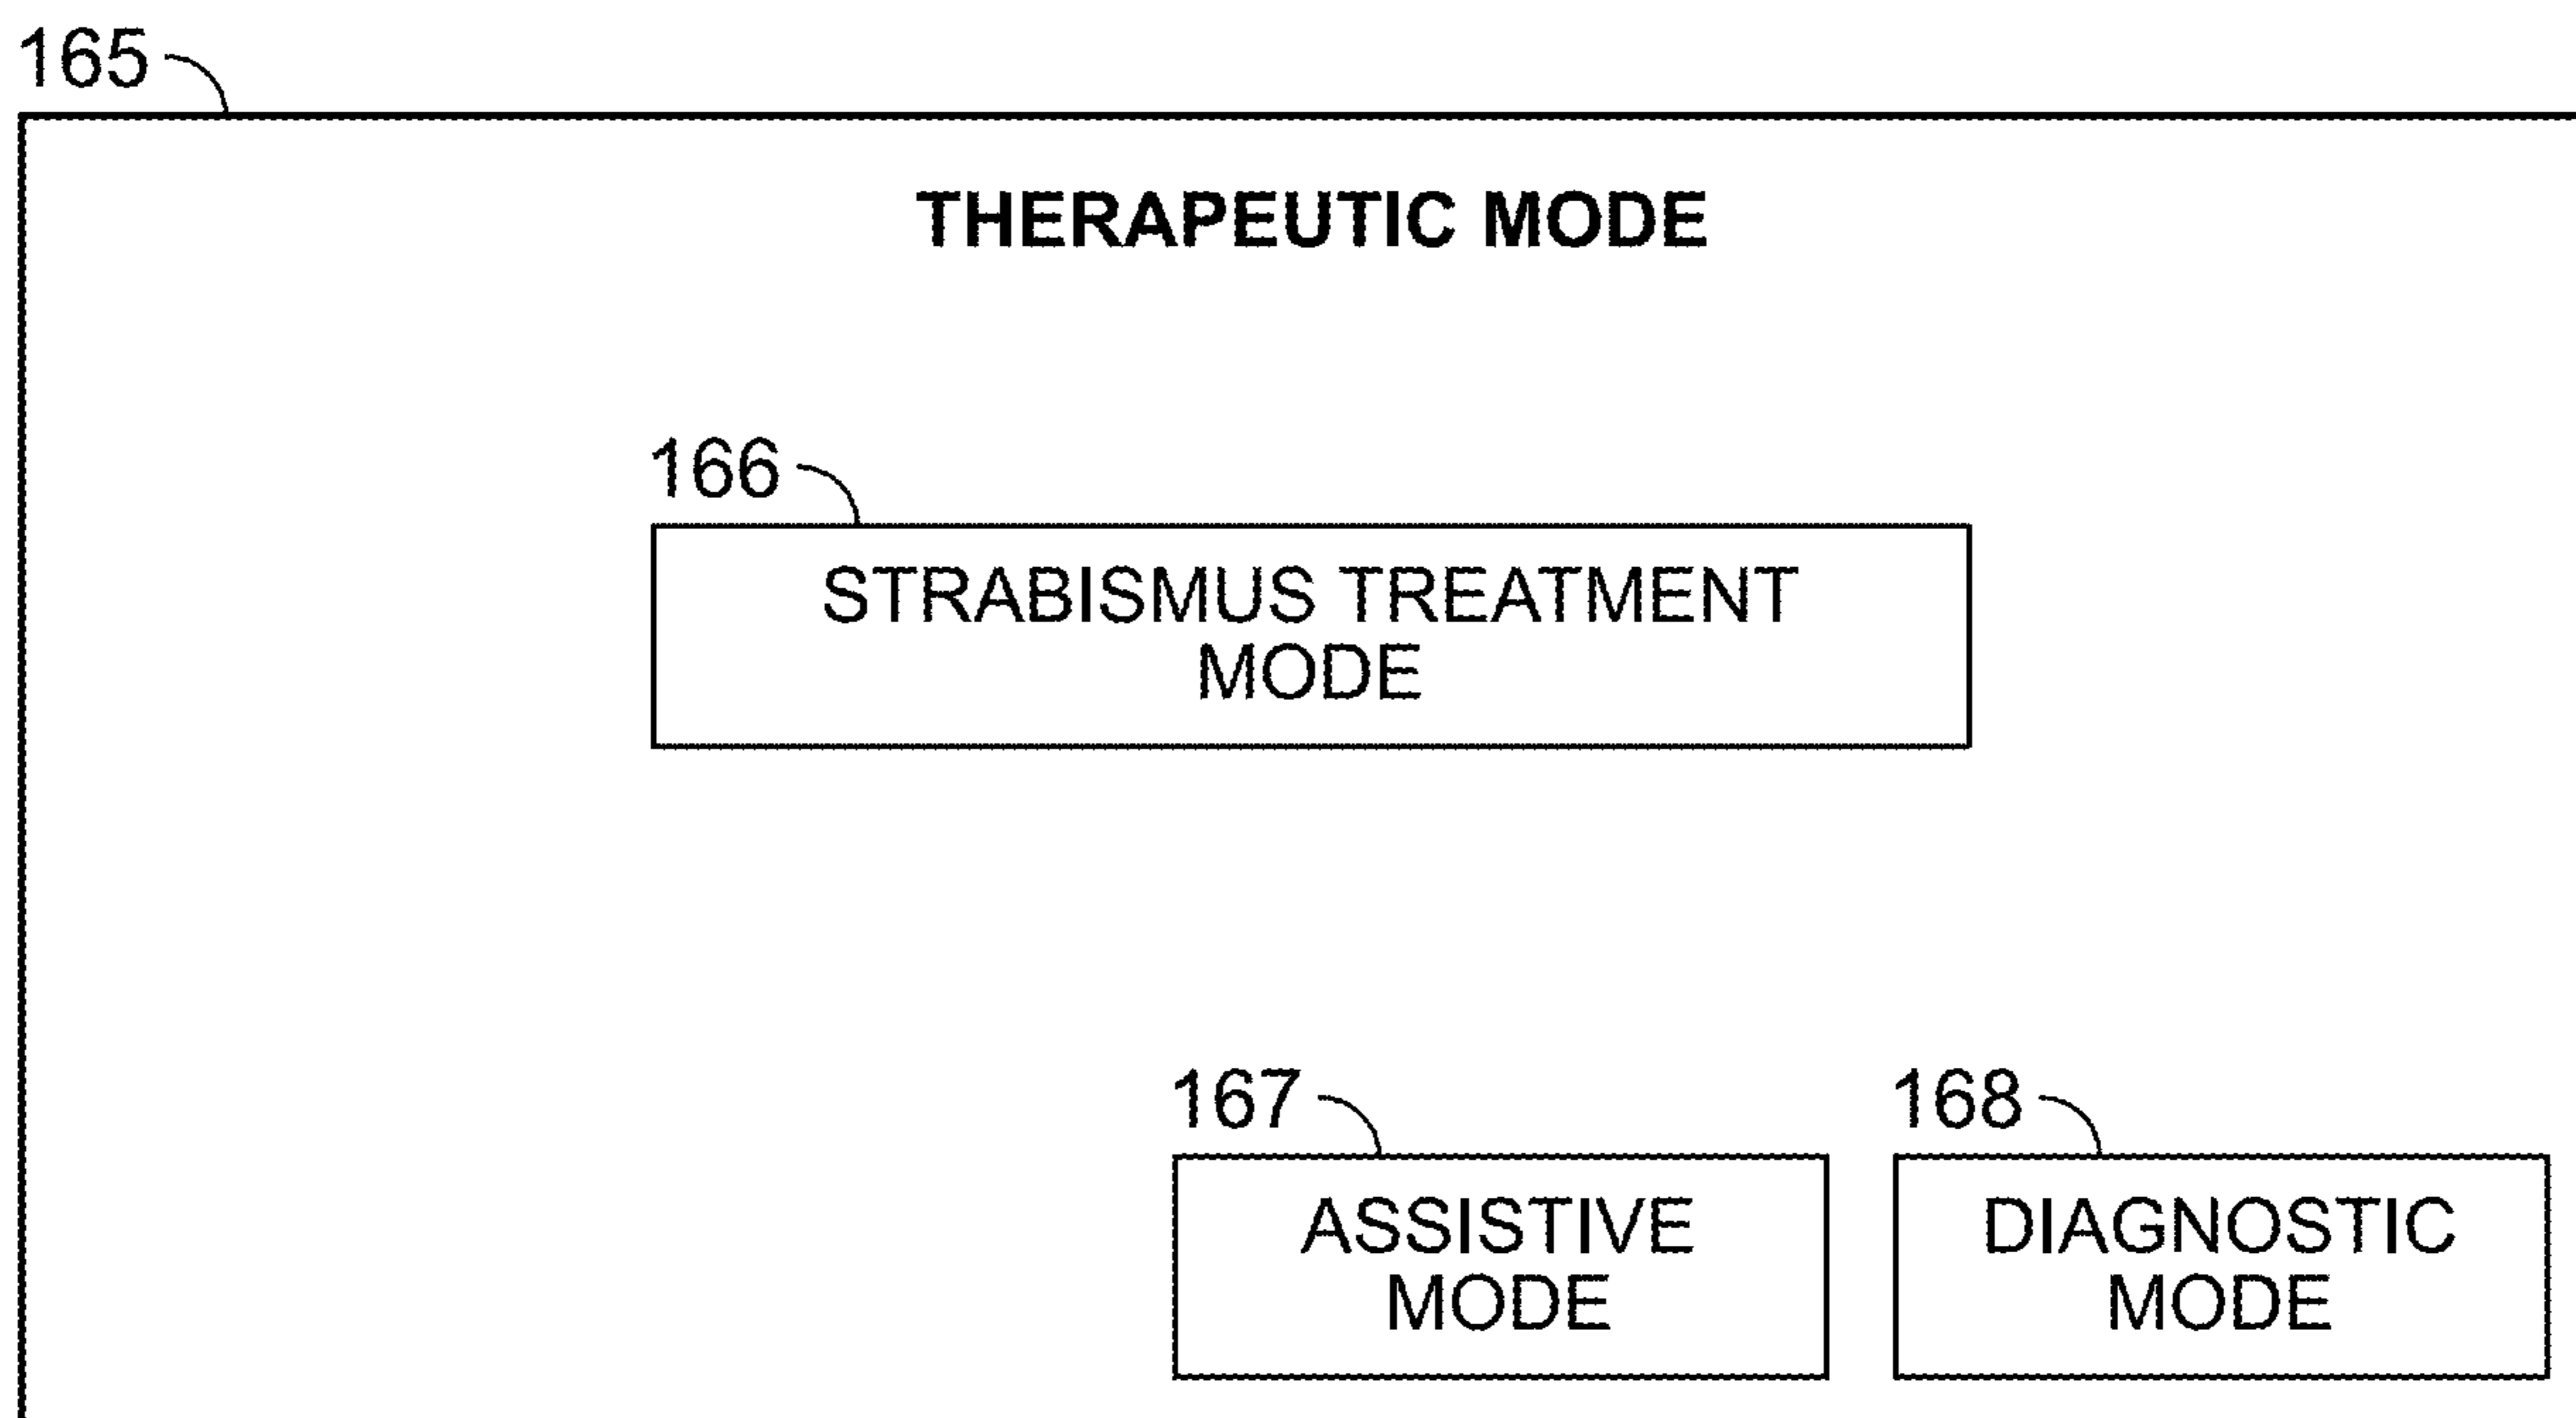 165
THERAPEUTIC MODE
166
STRABISMUS TREATMENT
MODE
167
ASSISTIVE
MODE
168
DIAGNOSTIC
MODE